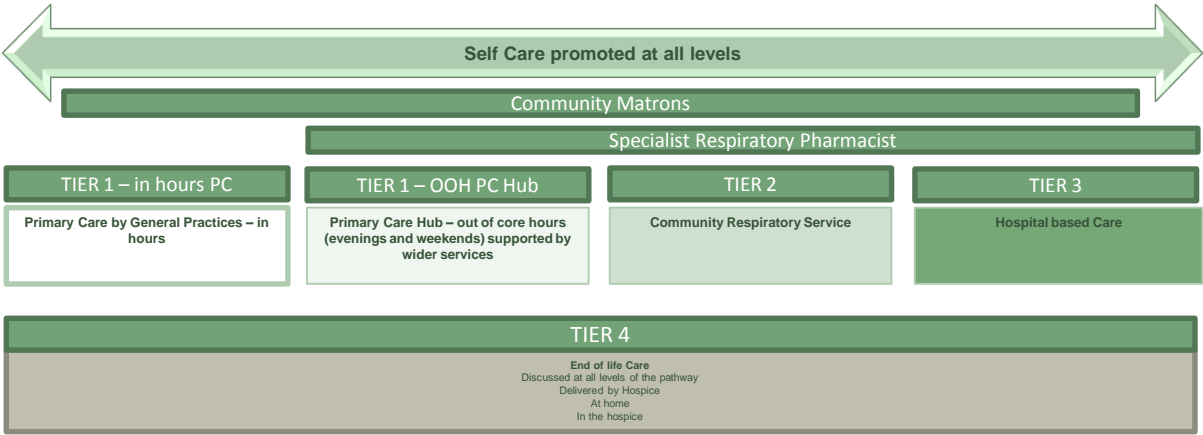 Self Care promoted at all levels
Community Matrons
Specialist Respiratory Pharmacist
TIER 1 – in hours PC
TIER 1 – OOH PC Hub
TIER 2
TIER 3
Primary Care by General Practices – in
hours
Primary Care Hub – out of core hours
(evenings and weekends) supported by
wider services
Community Respiratory Service
Hospital based Care
TIER 4
End of life Care
Discussed at all levels of the pathway
Delivered by Hospice
At home
In the hospice